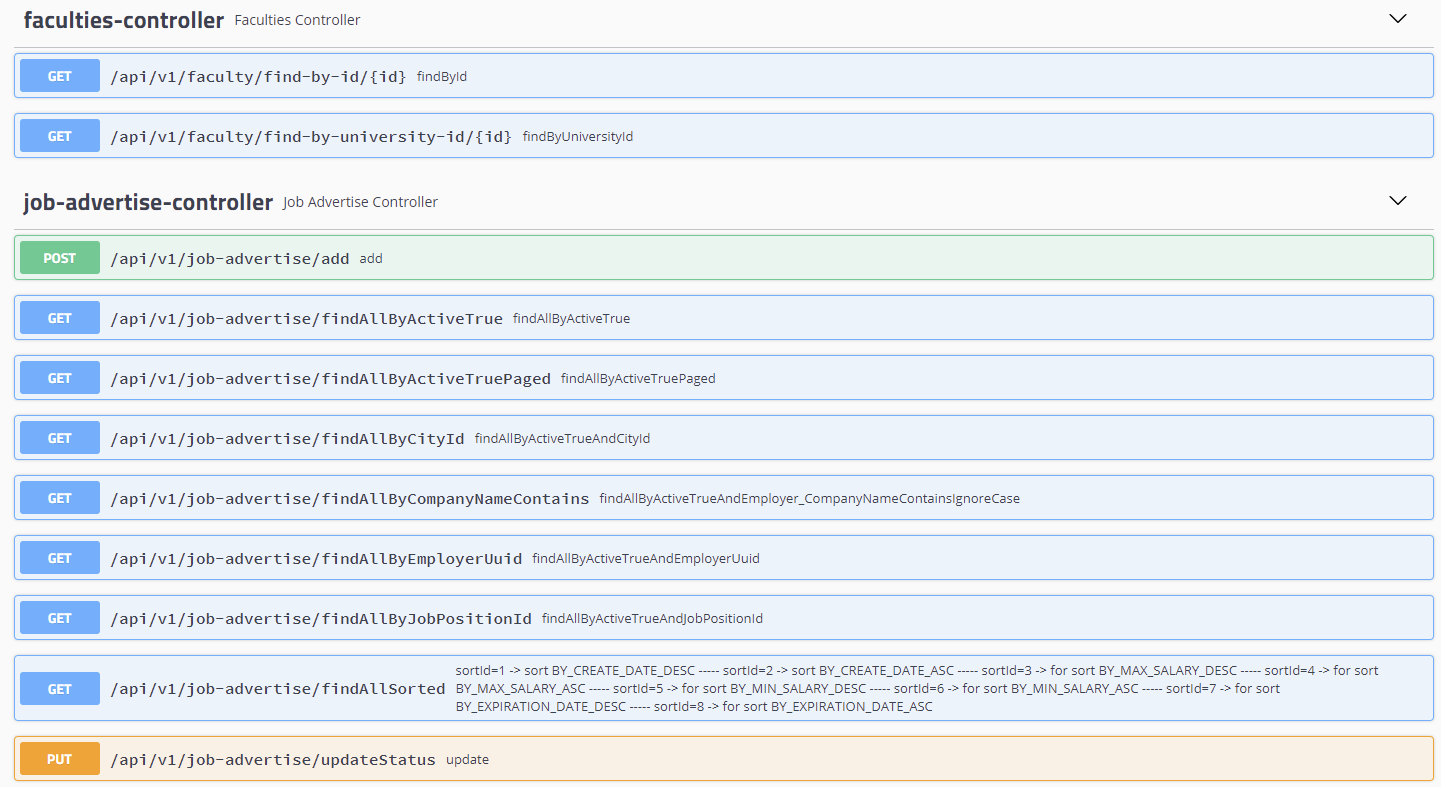 faculties-controller Faculties Controller
GET /api/v1/faculty/find-by-id/{id} findById
GET /api/v1/faculty/find-by-university-id/{id} findByUniversityId
job-advertise-controller Job Advertise Controller
POST /api/v1/job-advertise/add add
GET /api/v1/job-advertise/findAllByActiveTrue findAllByActiveTrue
GET /api/v1/job-advertise/findAllByActiveTruePaged findAllByActiveTruePaged
GET /api/v1/job-advertise/findAllByCityId findAllByActiveTrueAndCityId
GET /api/v1/job-advertise/findAllByCompanyNameContains findAllByActiveTrueAndEmployer_CompanyNameContainsIgnoreCase
GET /api/v1/job-advertise/findAllByEmployerUuid findAllByActiveTrueAndEmployerUuid
GET /api/v1/job-advertise/findAllByJobPositionId findAllByActiveTrueAndJobPositionId
GET /api/v1/job-advertise/findAllSorted sortId=1 -> sort BY_CREATE_DATE_DESC ----- sortId=2 -> sort BY_CREATE_DATE_ASC ----- sortId=3 -> for sort BY_MAX_SALARY_DESC ----- sortId=4 -> for sort
BY_MAX_SALARY_ASC ----- sortId=5 -> for sort BY_MIN_SALARY_DESC ----- sortId=6 -> for sort BY_MIN_SALARY_ASC ----- sortId=7 -> for sort
BY_EXPIRATION_DATE_DESC ----- sortId=8 -> for sort BY_EXPIRATION_DATE_ASC
PUT /api/v1/job-advertise/updateStatus update